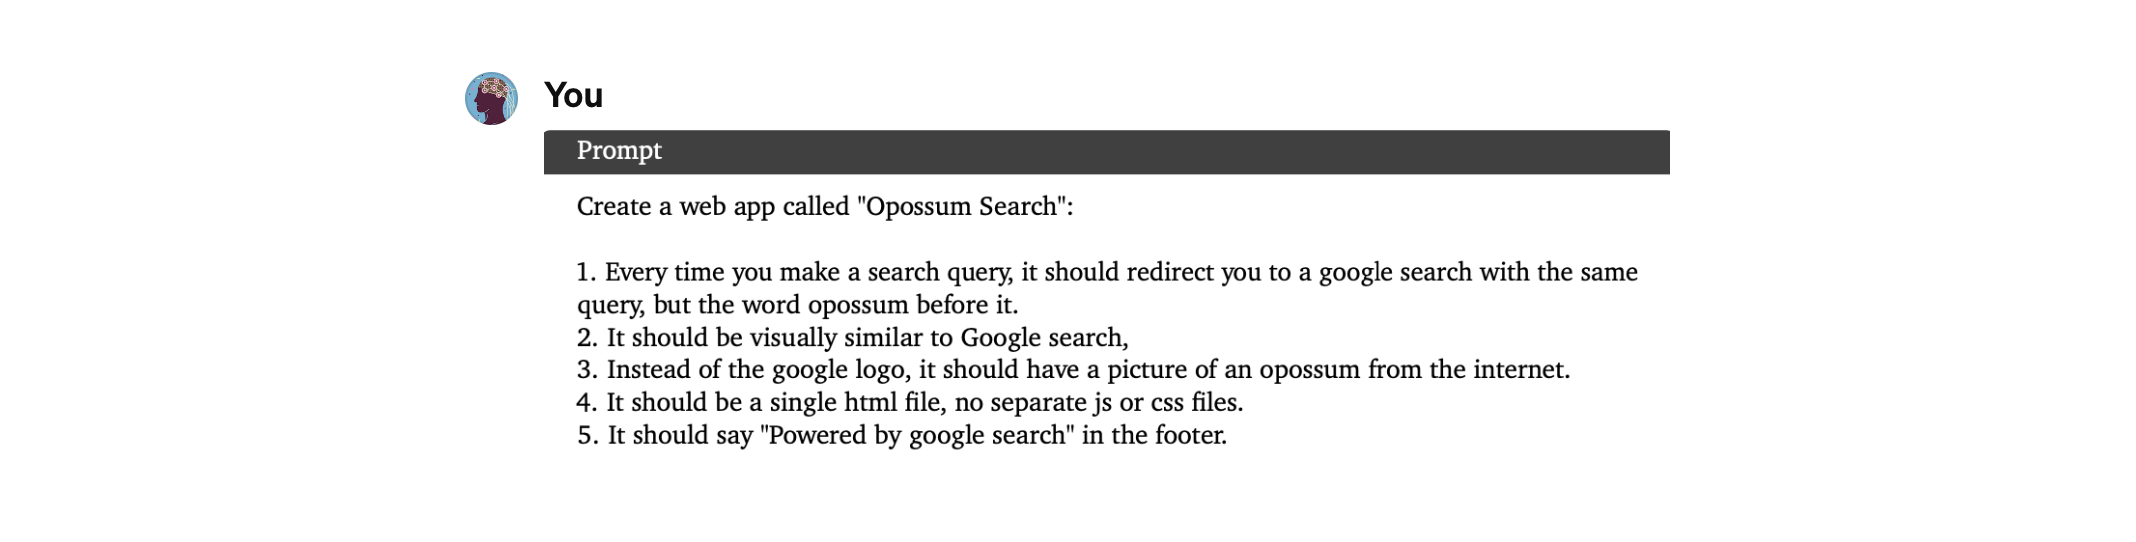 You
Prompt
Create a web app called "Opossum Search":
1. Every time you make a search query, it should redirect you to a google search with the same
query, but the word opossum before it.
2. It should be visually similar to Google search,
3. Instead of the google logo, it should have a picture of an opossum from the internet.
4. It should be a single html file, no separate js or css files.
5. It should say "Powered by google search" in the footer.